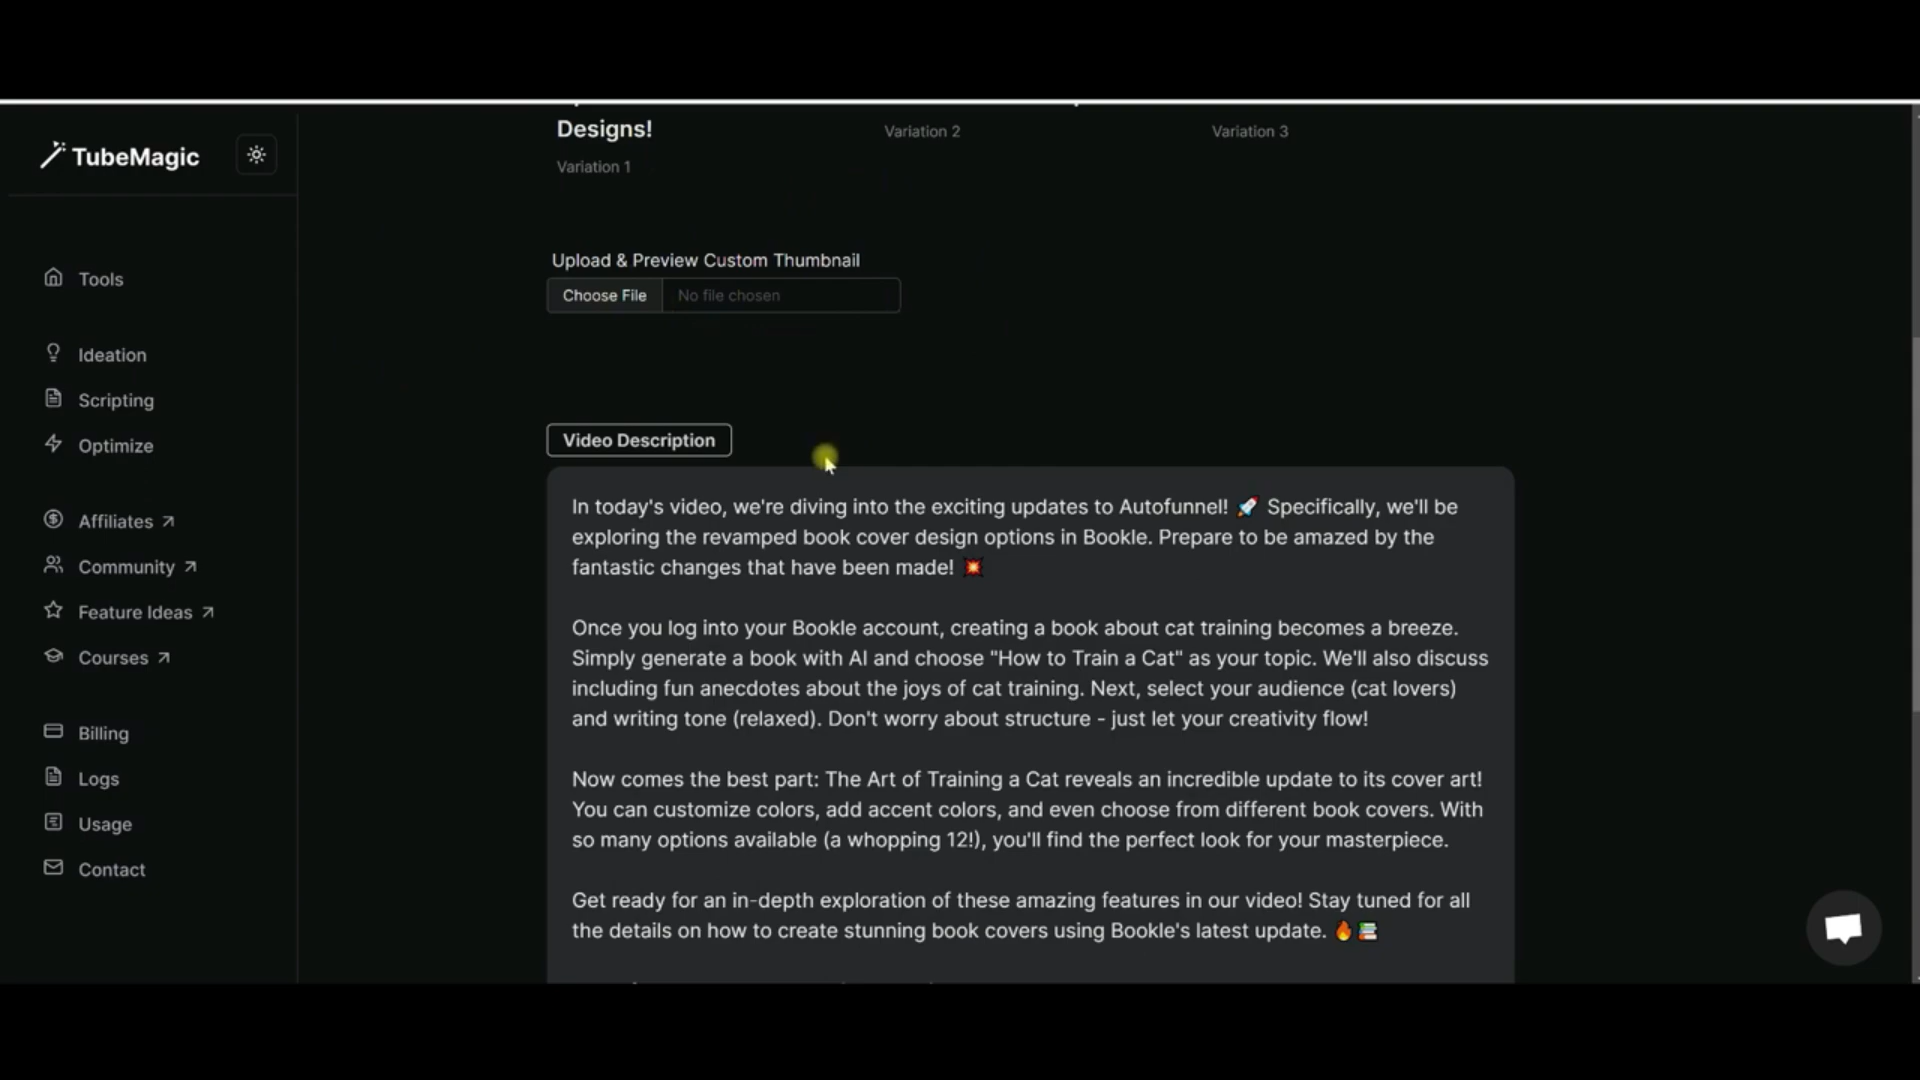 TubeMagic
Tools
Ideation
Scripting
Optimize
Affiliates
Community
Feature Ideas
Courses
Billing
Logs
Usage
Contact
Designs!
Variation 1
Variation 2
Variation 3
Upload & Preview Custom Thumbnail
Choose File
No file chosen
Video Description
In today's video, we're diving into the exciting updates to Autofunnel! 🚀 Specifically, we'll be
exploring the revamped book cover design options in Bookle. Prepare to be amazed by the
fantastic changes that have been made! 💥
Once you log into your Bookle account, creating a book about cat training becomes a breeze.
Simply generate a book with AI and choose "How to Train a Cat" as your topic. We'll also discuss
including fun anecdotes about the joys of cat training. Next, select your audience (cat lovers)
and writing tone (relaxed). Don't worry about structure - just let your creativity flow!
Now comes the best part: The Art of Training a Cat reveals an incredible update to its cover art!
You can customize colors, add accent colors, and even choose from different book covers. With
so many options available (a whopping 12!), you'll find the perfect look for your masterpiece.
Get ready for an in-depth exploration of these amazing features in our video! Stay tuned for all
the details on how to create stunning book covers using Bookle's latest update. 🔥📚